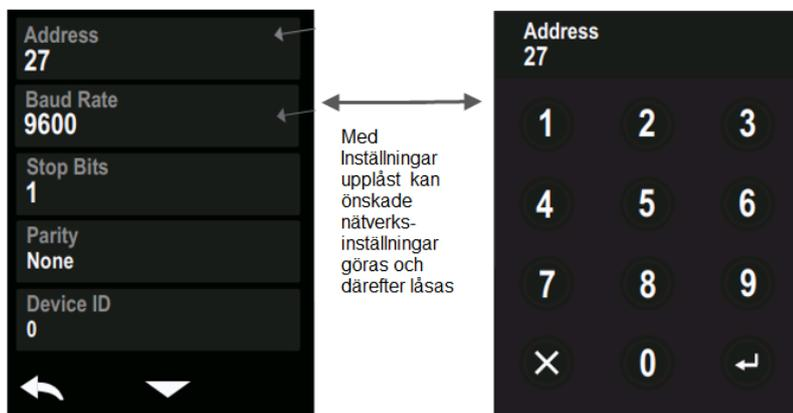 Address
27
Baud Rate
9600
Stop Bits
1
Parity
None
Device ID
0
Med
Inställningar
upplåst kan
önskade
nätverks-
inställningar
göras och
därefter låsas
Address
27
1 2 3
4 5 6
7 8 9
0